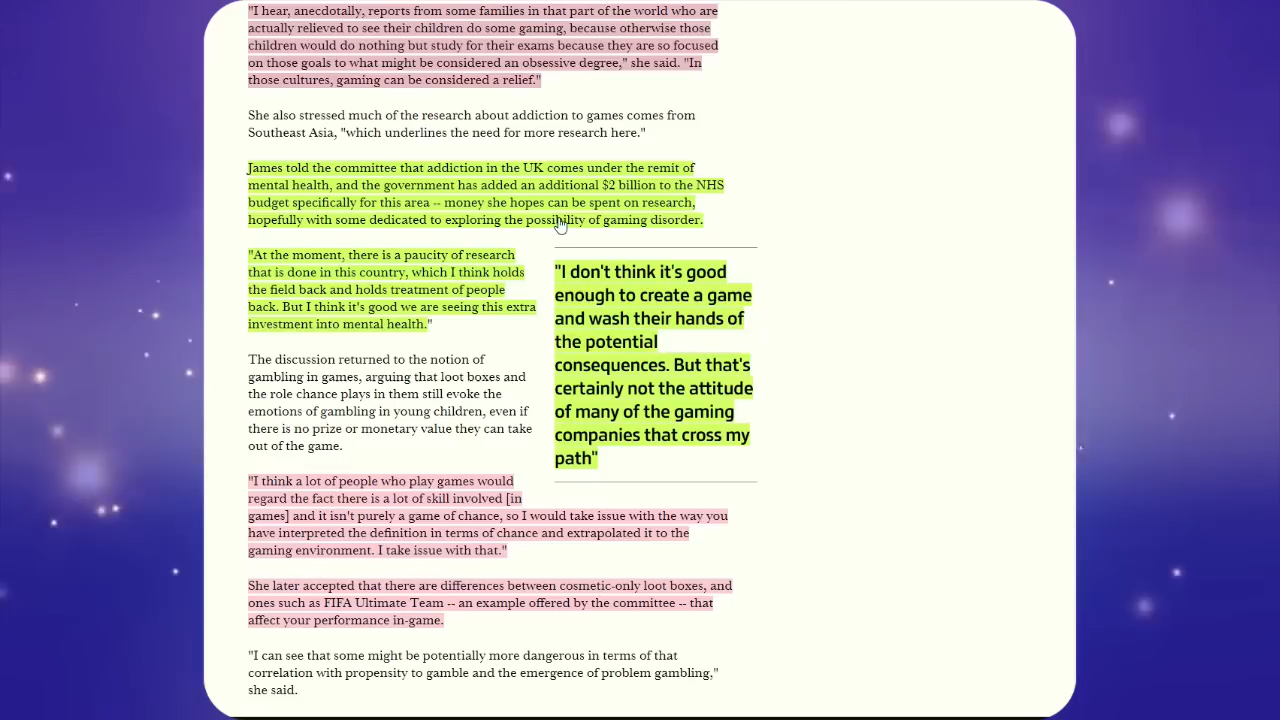 "I hear, anecdotally, reports from some families in that part of the world who are
actually relieved to see their children do some gaming, because otherwise those
children would do nothing but study for their exams because they are so focused
on those goals to what might be considered an obsessive degree," she said. "In
those cultures, gaming can be considered a relief."
She also stressed much of the research about addiction to games comes from
Southeast Asia, "which underlines the need for more research here."
James told the committee that addiction in the UK comes under the remit of
mental health, and the government has added an additional $2 billion to the NHS
budget specifically for this area -- money she hopes can be spent on research,
hopefully with some dedicated to exploring the possibility of gaming disorder.
"At the moment, there is a paucity of research
that is done in this country, which I think holds
the field back and holds treatment of people
back. But I think it's good we are seeing this extra
investment into mental health."
The discussion returned to the notion of
gambling in games, arguing that loot boxes and
the role chance plays in them still evoke the
emotions of gambling in young children, even if
there is no prize or monetary value they can take
out of the game.
"I don't think it's good
enough to create a game
and wash their hands of
the potential
consequences. But that's
certainly not the attitude
of many of the gaming
companies that cross my
path"
"I think a lot of people who play games would
regard the fact there is a lot of skill involved [in
games] and it isn't purely a game of chance, so I would take issue with the way you
have interpreted the definition in terms of chance and extrapolated it to the
gaming environment. I take issue with that."
She later accepted that there are differences between cosmetic-only loot boxes, and
ones such as FIFA Ultimate Team -- an example offered by the committee -- that
affect your performance in-game.
"I can see that some might be potentially more dangerous in terms of that
correlation with propensity to gamble and the emergence of problem gambling,"
she said.